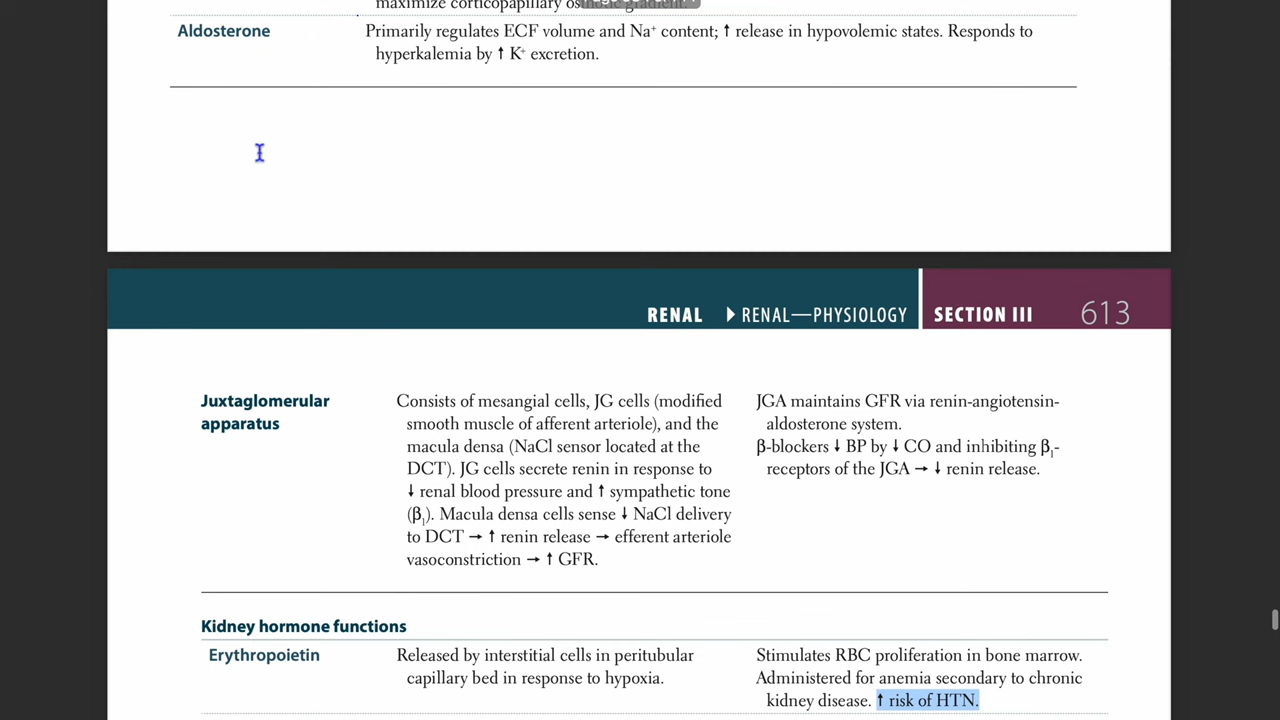 maximize corticopapillary osmotic gradient.
Aldosterone
Primarily regulates ECF volume and Na⁺ content; ↑ release in hypovolemic states. Responds to
hyperkalemia by ↑ K⁺ excretion.
RENAL ▶ RENAL—PHYSIOLOGY SECTION III 613
Juxtaglomerular
apparatus
Consists of mesangial cells, JG cells (modified
smooth muscle of afferent arteriole), and the
macula densa (NaCl sensor located at the
DCT). JG cells secrete renin in response to
↓ renal blood pressure and ↑ sympathetic tone
(β₁). Macula densa cells sense ↓ NaCl delivery
to DCT → ↑ renin release → efferent arteriole
vasoconstriction → ↑ GFR.
JGA maintains GFR via renin-angiotensin-
aldosterone system.
β-blockers ↓ BP by ↓ CO and inhibiting β₁-
receptors of the JGA → ↓ renin release.
Kidney hormone functions
Erythropoietin
Released by interstitial cells in peritubular
capillary bed in response to hypoxia.
Stimulates RBC proliferation in bone marrow.
Administered for anemia secondary to chronic
kidney disease. ↑ risk of HTN.